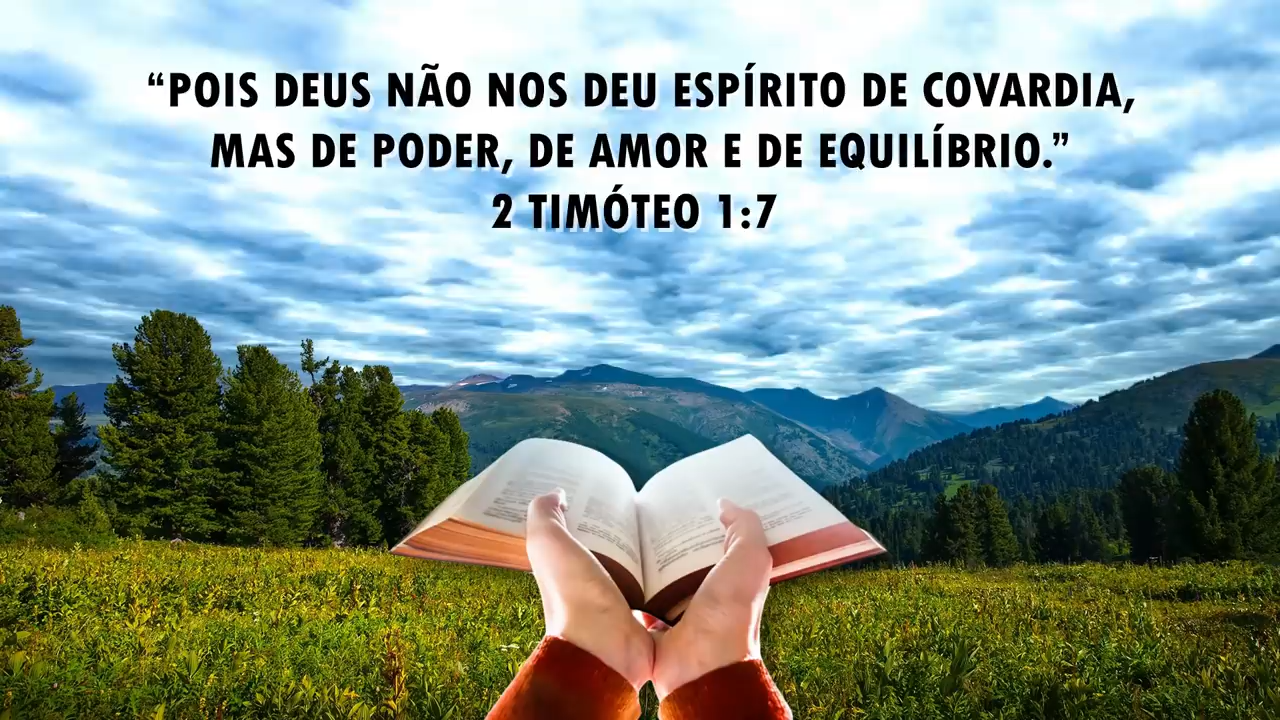 “POIS DEUS NÃO NOS DEU ESPÍRITO DE COVARDIA,
MAS DE PODER, DE AMOR E DE EQUILÍBRIO.”
2 TIMÓTEO 1:7